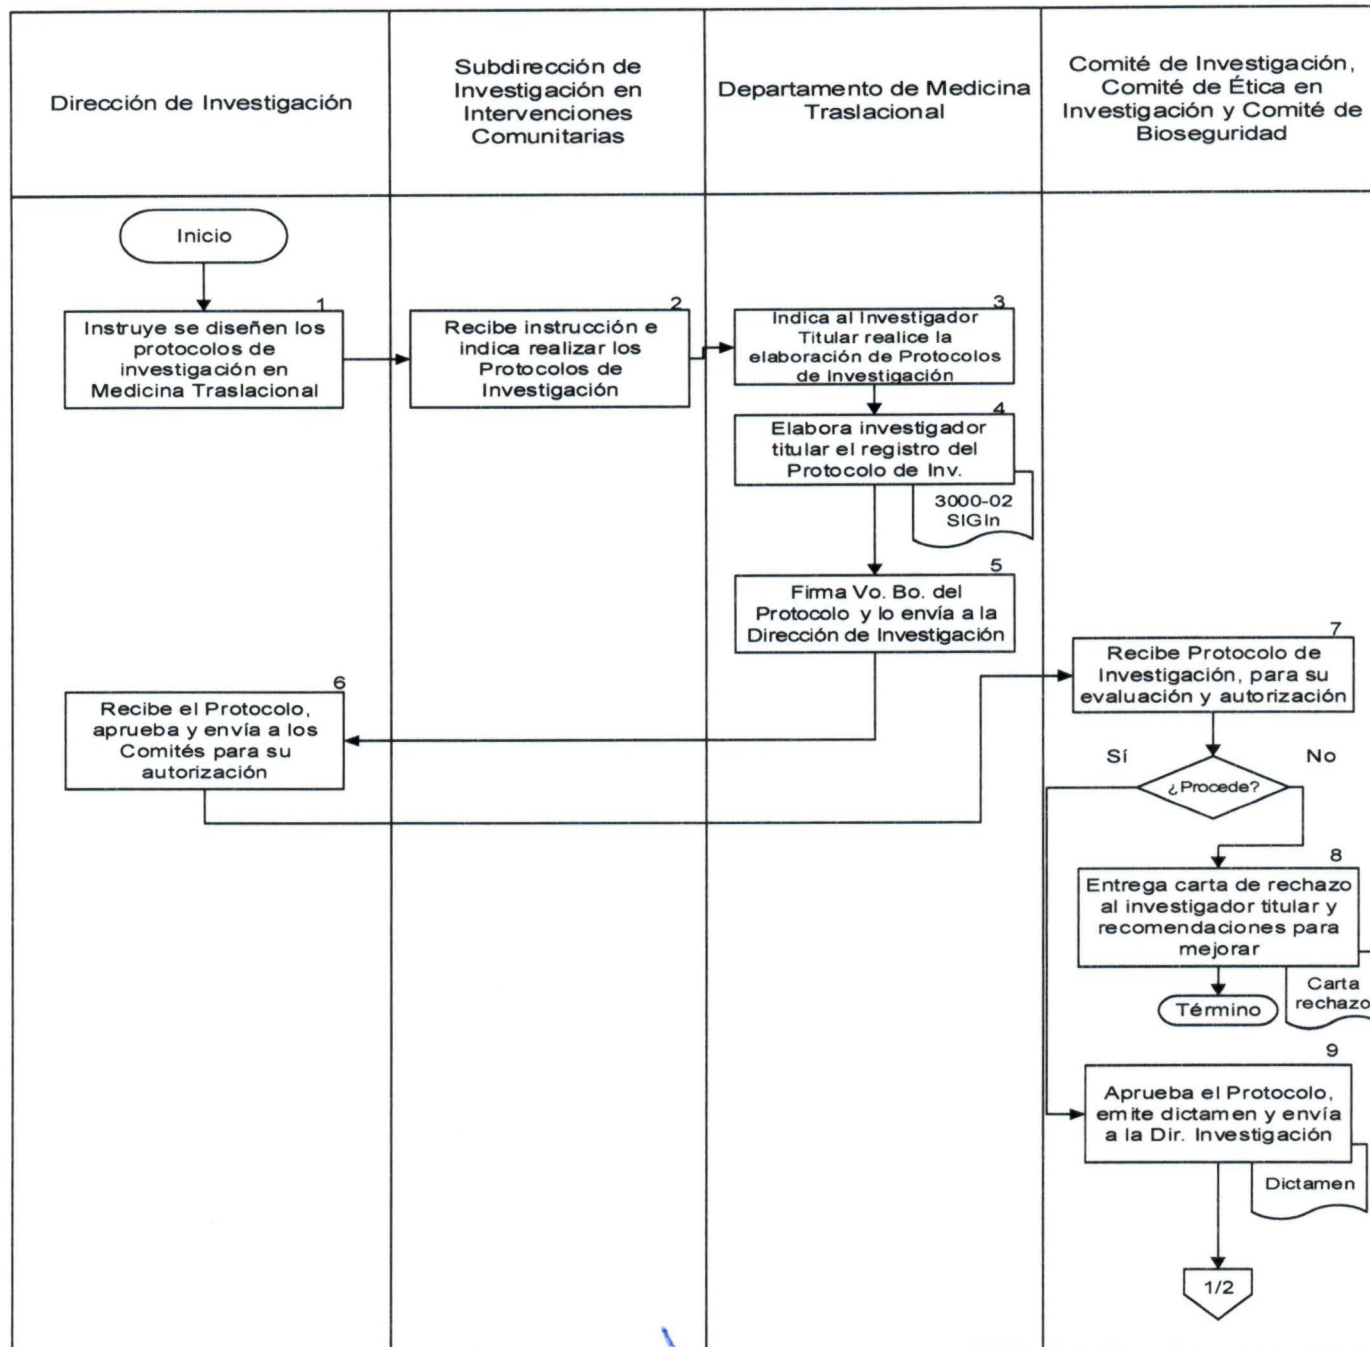 Dirección de Investigación
Subdirección de
Investigación en
Intervenciones
Comunitarias
Departamento de Medicina
Traslacional
Comité de Investigación,
Comité de Ética en
Investigación y Comité de
Bioseguridad
Inicio
1
Instruye se diseñen los
protocolos de
investigación en
Medicina Traslacional
2
Recibe instrucción e
indica realizar los
Protocolos de
Investigación
3
Indica al Investigador
Titular realice la
elaboración de Protocolos
de Investigación
4
Elabora investigador
titular el registro del
Protocolo de Inv.
3000-02
SIGIn
5
Firma Vo. Bo. del
Protocolo y lo envía a la
Dirección de Investigación
6
Recibe el Protocolo,
aprueba y envía a los
Comités para su
autorización
7
Recibe Protocolo de
Investigación, para su
evaluación y autorización
Sí
No
¿Procede?
8
Entrega carta de rechazo
al investigador titular y
recomendaciones para
mejorar
Carta
rechazo
Término
9
Aprueba el Protocolo,
emite dictamen y envía
a la Dir. Investigación
Dictamen
1/2